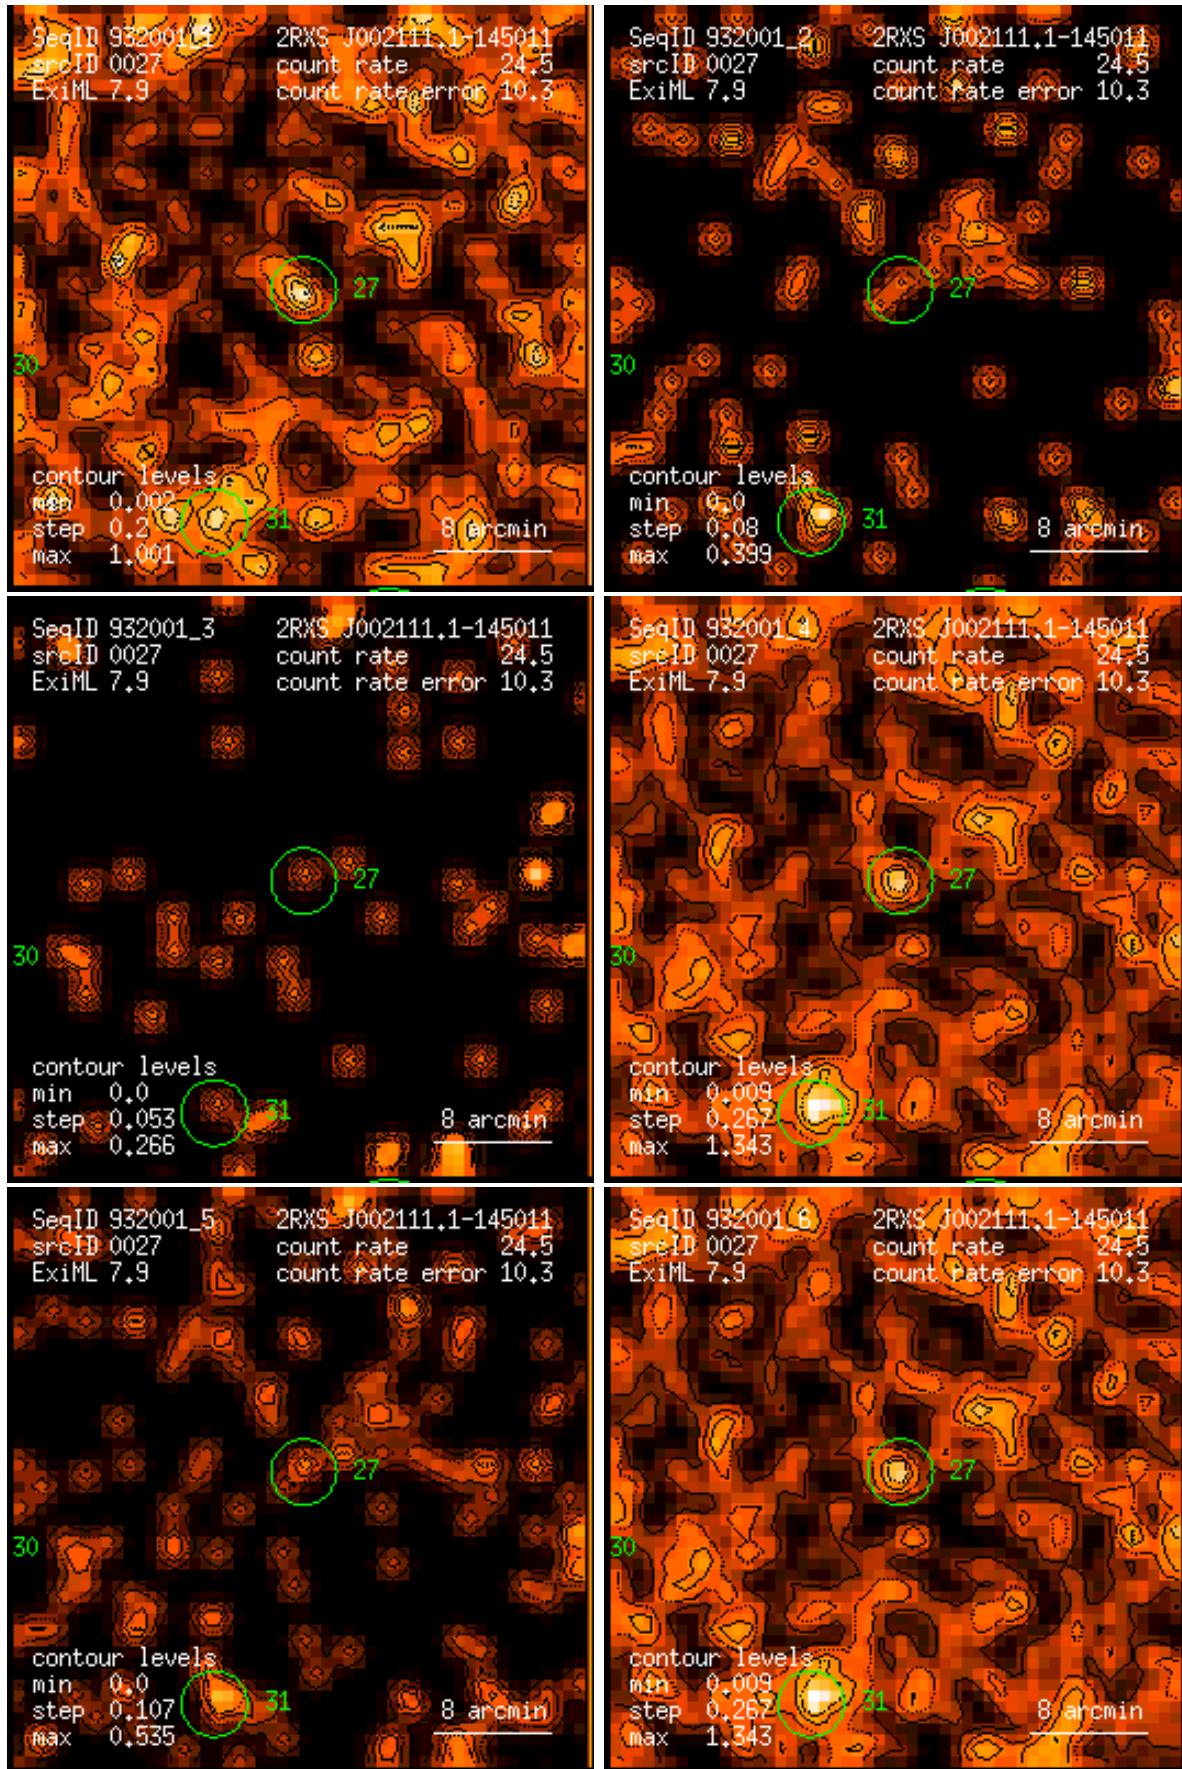 SeqID 932001_1 2RXS J002111.1-145011
srcID 0027 count rate 24.5
ExiML 7.9 count rate error 10.3
27
30
contour levels
min 0.002
31
step 0.2 8 arcmin
max 1.001
SeqID 932001_2 2RXS J002111.1-145011
srcID 0027 count rate 24.5
ExiML 7.9 count rate error 10.3
27
30
contour levels
min 0.0
31
step 0.08 8 arcmin
max 0.399
SeqID 932001_3 2RXS J002111.1-145011
srcID 0027 count rate 24.5
ExiML 7.9 count rate error 10.3
27
30
contour levels
min 0.0
31
step 0.053 8 arcmin
max 0.266
SeqID 932001_4 2RXS J002111.1-145011
srcID 0027 count rate 24.5
ExiML 7.9 count rate error 10.3
27
30
contour levels
min 0.009
31
step 0.267 8 arcmin
max 1.343
SeqID 932001_5 2RXS J002111.1-145011
srcID 0027 count rate 24.5
ExiML 7.9 count rate error 10.3
27
30
contour levels
min 0.0
31
step 0.107 8 arcmin
max 0.535
SeqID 932001_6 2RXS J002111.1-145011
srcID 0027 count rate 24.5
ExiML 7.9 count rate error 10.3
27
30
contour levels
min 0.009
31
step 0.267 8 arcmin
max 1.343